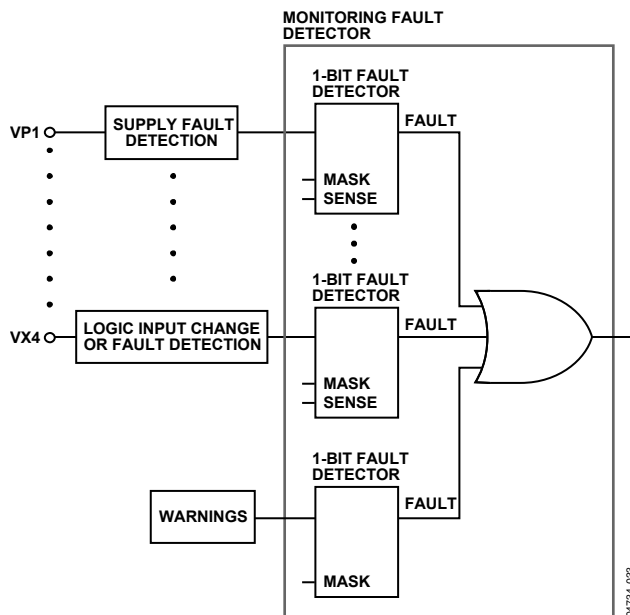 MONITORING FAULT
DETECTOR
1-BIT FAULT
DETECTOR
VP1
SUPPLY FAULT
DETECTION
FAULT
MASK
SENSE
1-BIT FAULT
DETECTOR
VX4
LOGIC INPUT CHANGE
OR FAULT DETECTION
FAULT
MASK
SENSE
1-BIT FAULT
DETECTOR
WARNINGS
FAULT
MASK